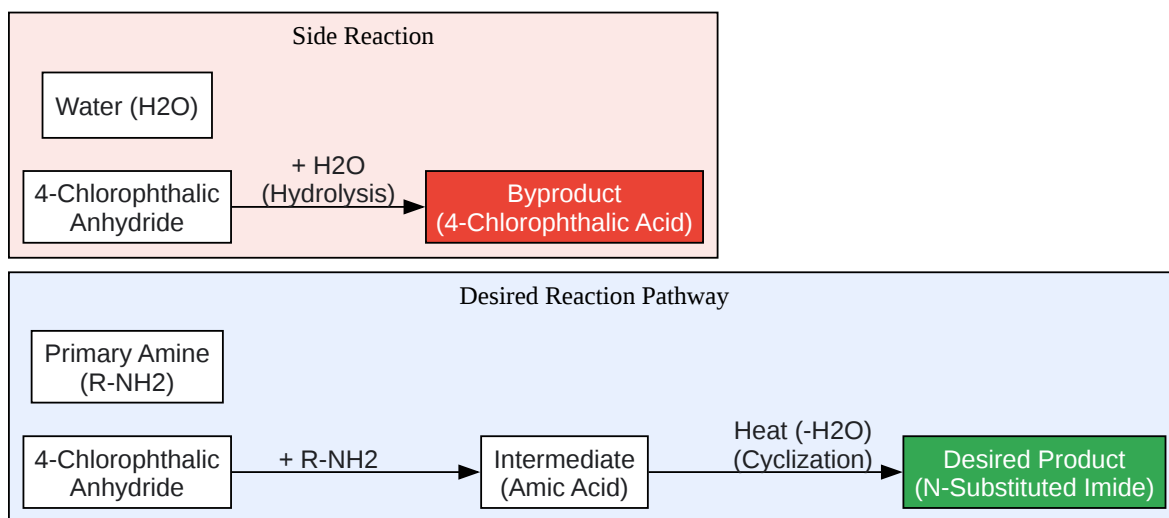 Side Reaction
Water (H2O)
4-Chlorophthalic
Anhydride
+ H2O
(Hydrolysis)
Byproduct
(4-Chlorophthalic Acid)
Desired Reaction Pathway
Primary Amine
(R-NH2)
4-Chlorophthalic
Anhydride
+ R-NH2
Intermediate
(Amic Acid)
Heat (-H2O)
(Cyclization)
Desired Product
(N-Substituted Imide)